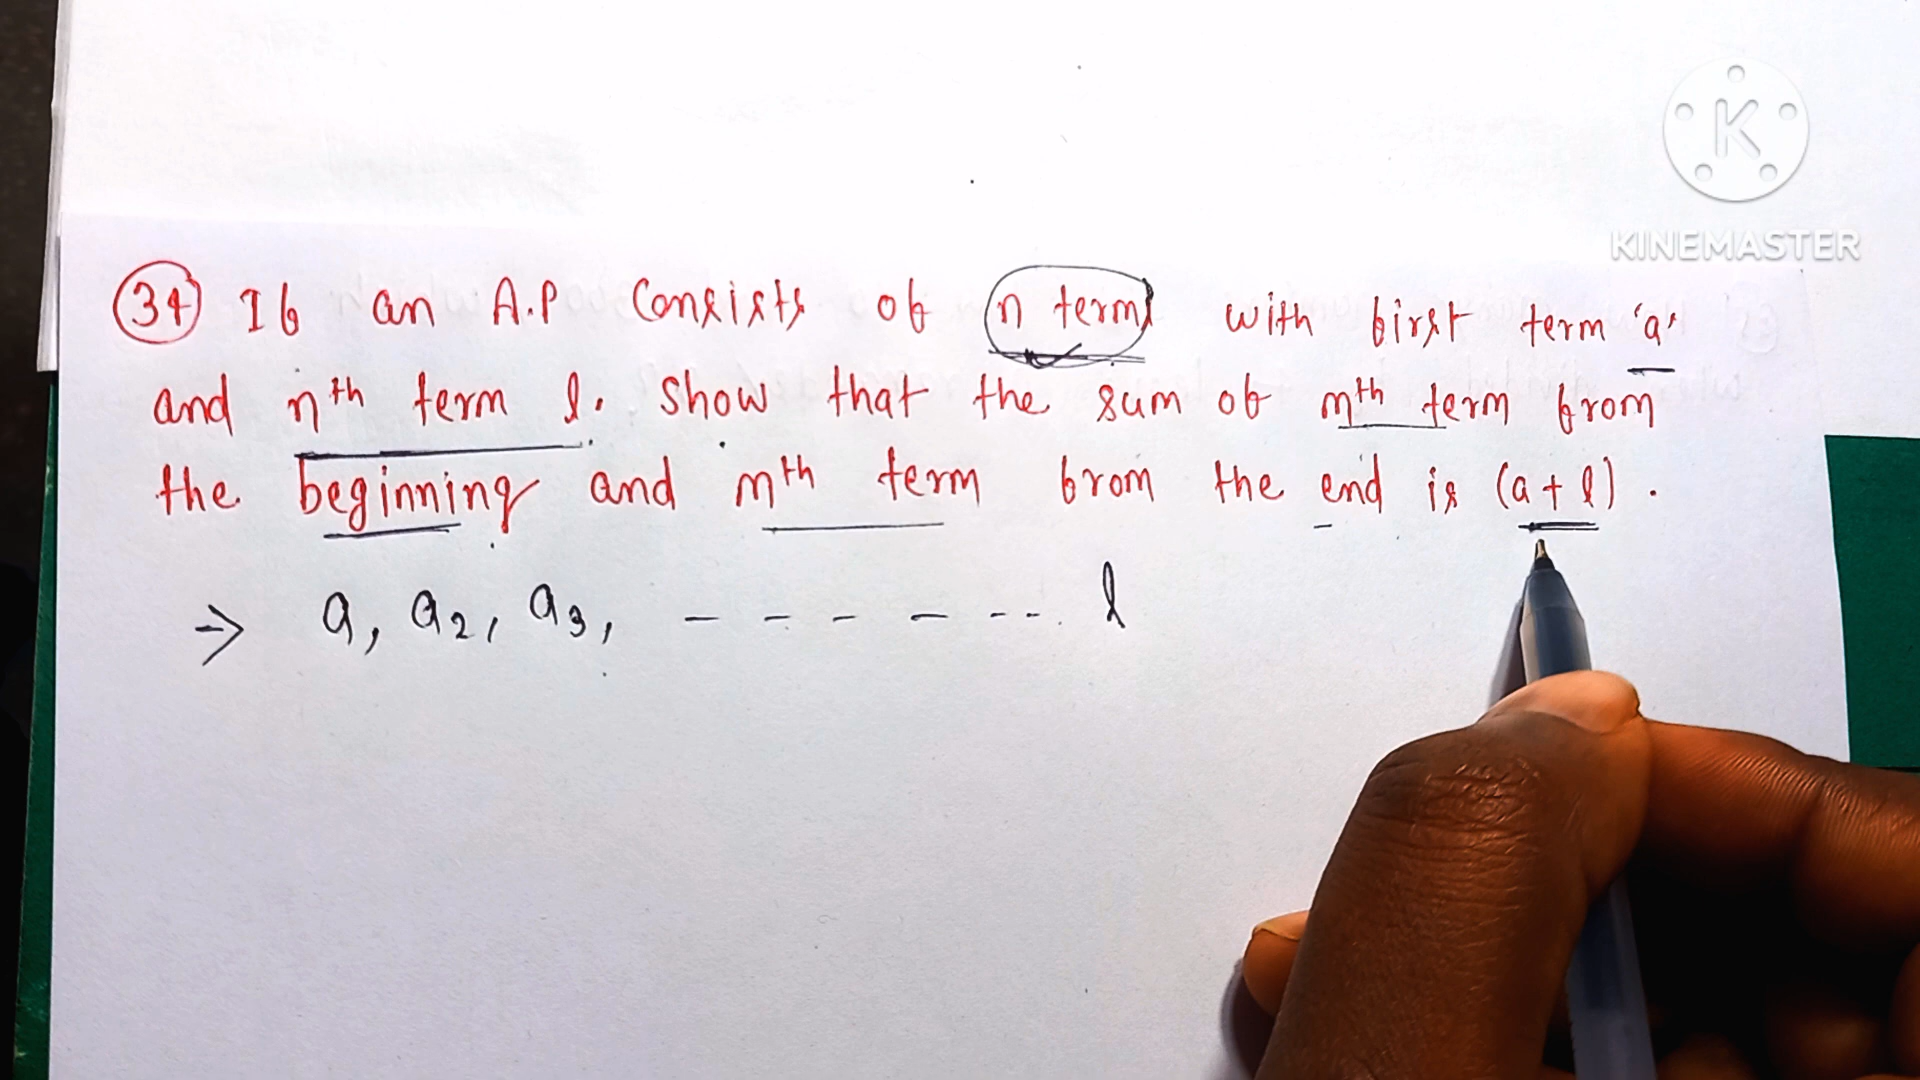 K
KINEMASTER
34 If an A.P consists of n terms with first term 'a'
and nth term l. show that the sum of mth term from
the beginning and mth term from the end is (a + l).
→ a, a2, a3, - - - - - - . l